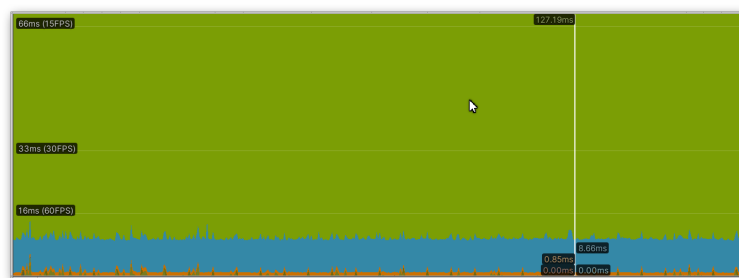 66ms (15FPS)
127.19ms
33ms (30FPS)
16ms (60FPS)
8.66ms
0.85ms
0.00ms
0.00ms